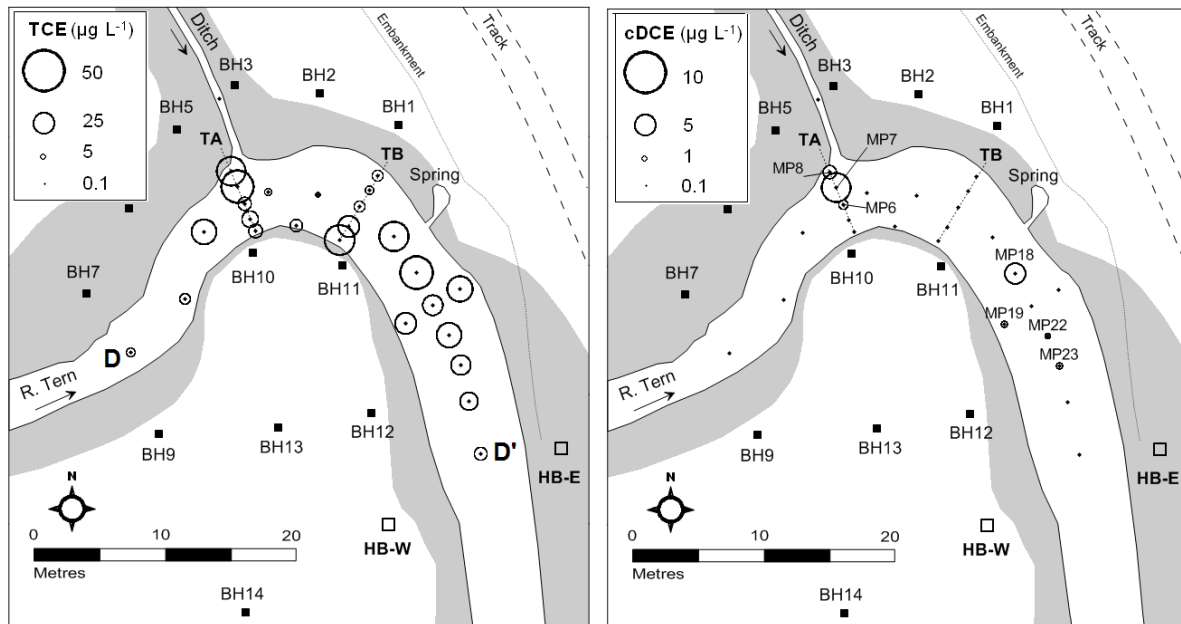 TCE (µg L⁻¹)
50
25
5
0.1
Ditch
Embankment
Track
BH3
BH2
BH5
BH1
TA
TB
Spring
BH10
BH11
BH7
D
R. Tern
BH12
BH13
BH9
D'
HB-E
N
HB-W
0 10 20
Metres
BH14
cDCE (µg L⁻¹)
10
5
1
0.1
Ditch
Embankment
Track
BH3
BH2
BH5
BH1
TA
MP7
TB
MP8
Spring
MP6
BH10
MP18
BH11
BH7
MP19
MP22
MP23
R. Tern
BH12
BH13
BH9
HB-E
N
HB-W
0 10 20
Metres
BH14